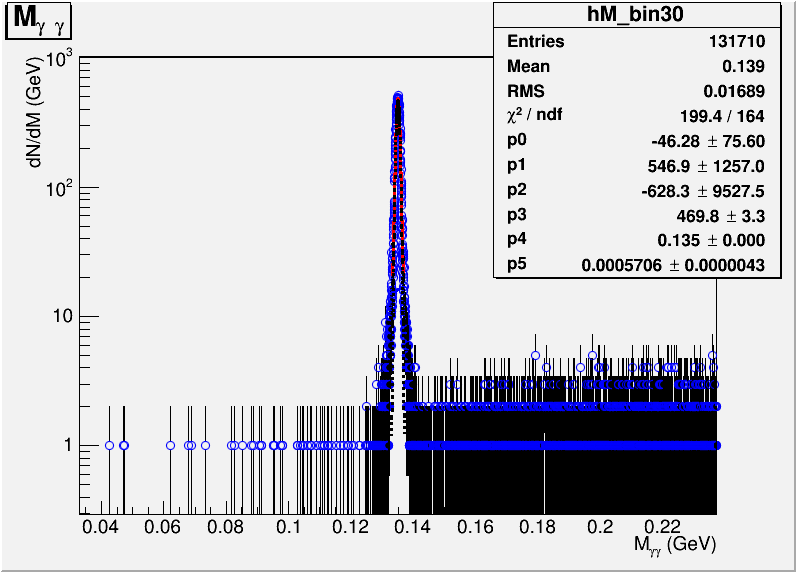 Mγ γ
hM_bin30
Entries 131710
Mean 0.139
RMS 0.01689
χ² / ndf 199.4 / 164
p0 -46.28 ± 75.60
p1 546.9 ± 1257.0
p2 -628.3 ± 9527.5
p3 469.8 ± 3.3
p4 0.135 ± 0.000
p5 0.0005706 ± 0.0000043
dN/dM (GeV)
10³
10²
10
1
0.04 0.06 0.08 0.1 0.12 0.14 0.16 0.18 0.2 0.22
Mγγ (GeV)